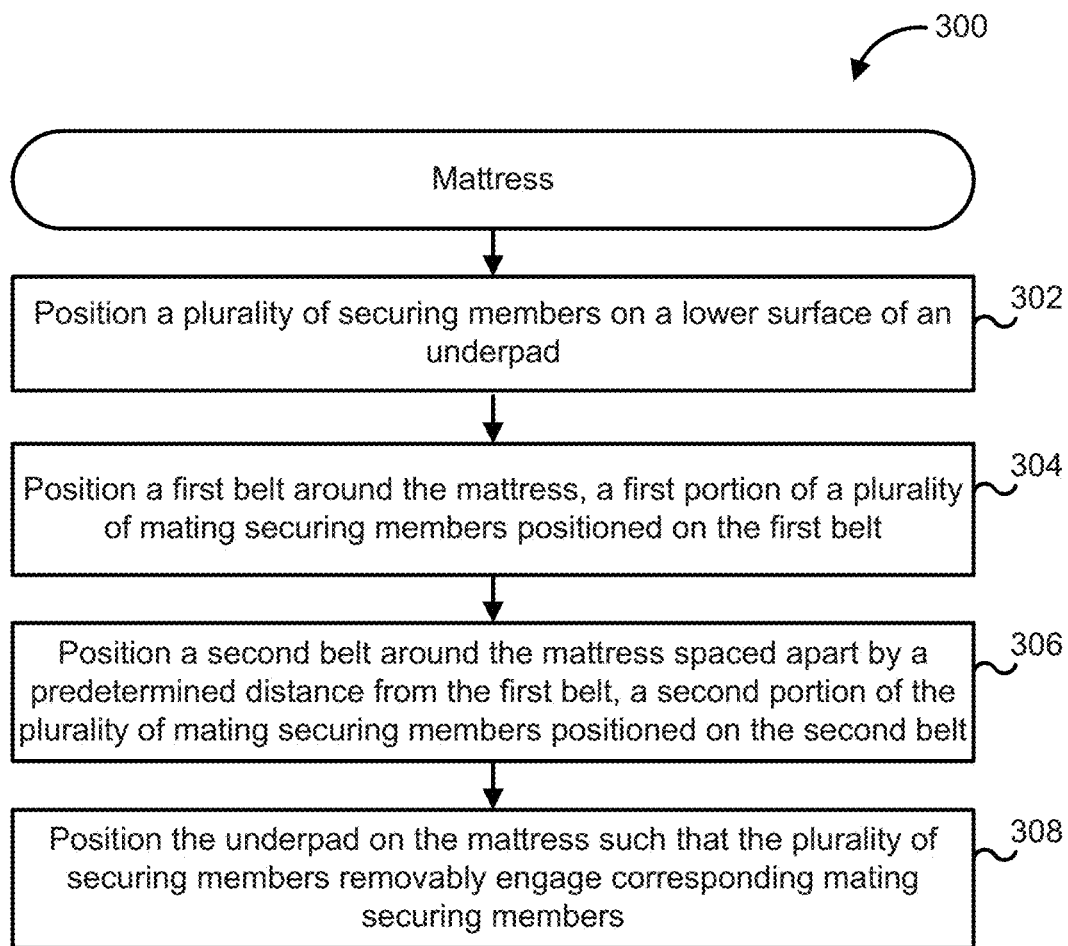 300
Mattress
302
Position a plurality of securing members on a lower surface of an
underpad
304
Position a first belt around the mattress, a first portion of a plurality
of mating securing members positioned on the first belt
306
Position a second belt around the mattress spaced apart by a
predetermined distance from the first belt, a second portion of the
plurality of mating securing members positioned on the second belt
308
Position the underpad on the mattress such that the plurality of
securing members removably engage corresponding mating
securing members